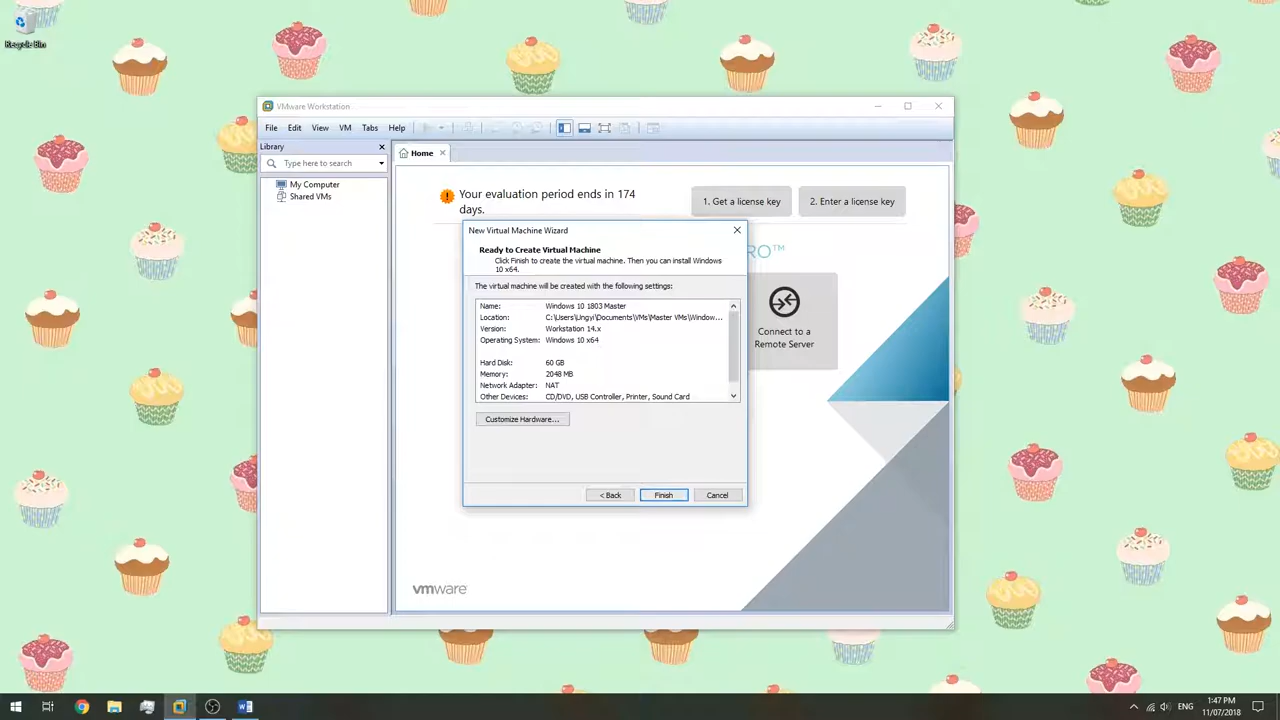 Recycle Bin
VMware Workstation
File Edit View VM Tabs Help
Library
Type here to search
My Computer
Shared VMs
Home
Your evaluation period ends in 174
days.
1. Get a license key
2. Enter a license key
RO™
Connect to a
Remote Server
New Virtual Machine Wizard
Ready to Create Virtual Machine
Click Finish to create the virtual machine. Then you can install Windows
10 x64.
The virtual machine will be created with the following settings:
Name: Windows 10 1803 Master
Location: C:\Users\Jngyi\Documents\VMs\Master VMs\Window...
Version: Workstation 14.x
Operating System: Windows 10 x64
Hard Disk: 60 GB
Memory: 2048 MB
Network Adapter: NAT
Other Devices: CD/DVD, USB Controller, Printer, Sound Card
Customize Hardware...
< Back Finish Cancel
vmware
ENG
1:47 PM
11/07/2018